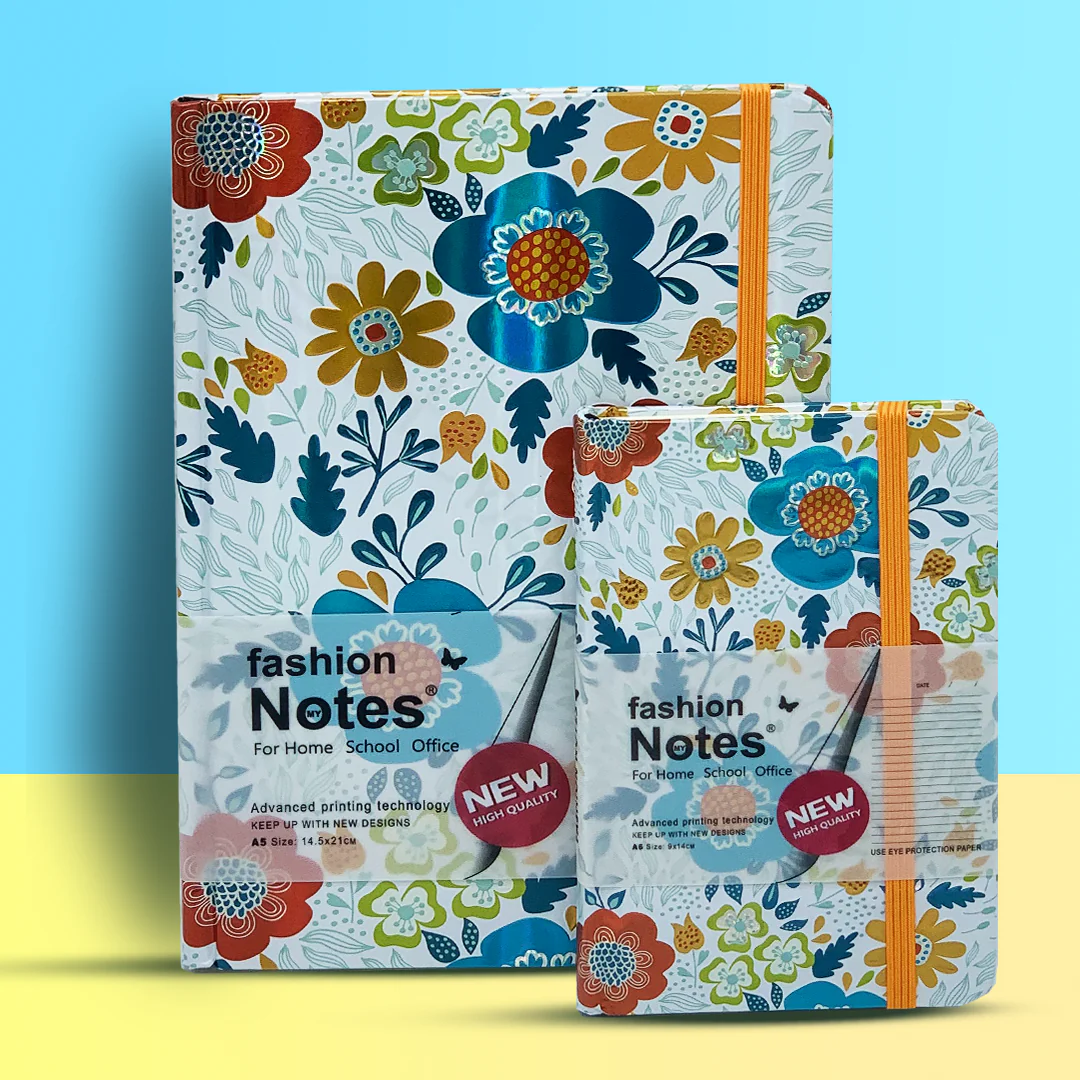 fashion
Notes®
MY
For Home School Office
NEW
HIGH QUALITY
Advanced printing technology
KEEP UP WITH NEW DESIGNS
A5 Size: 14.5x21CM
DATE
fashion
Notes®
MY
For Home School Office
NEW
HIGH QUALITY
Advanced printing technology
KEEP UP WITH NEW DESIGNS
A6 Size: 9x14CM
USE EYE PROTECTION PAPER